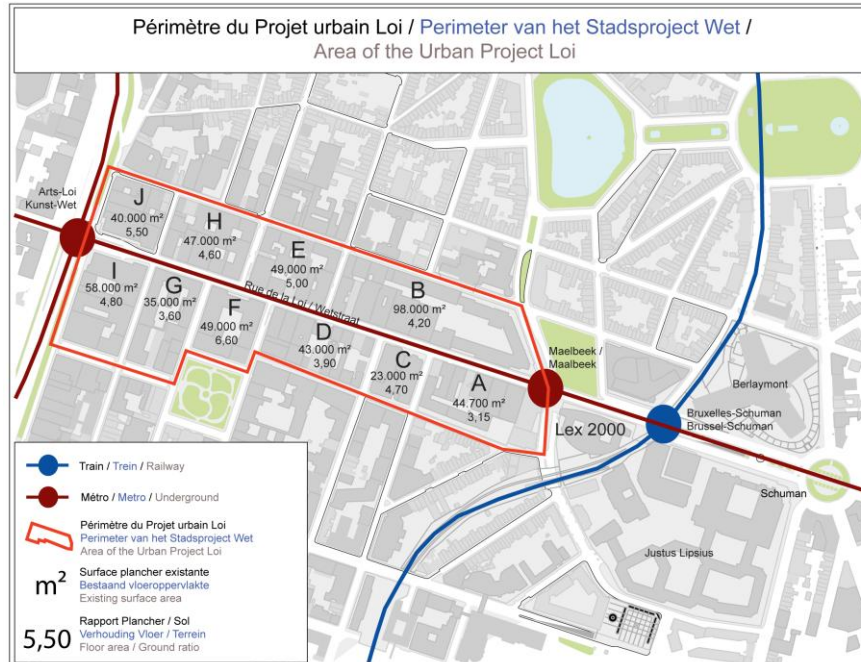 Périmètre du Projet urbain Loi / Perimeter van het Stadsproject Wet /
Area of the Urban Project Loi
Arts-Loi
Kunst-Wet
J
40.000 m²
5,50
H
47.000 m²
4,60
E
49,000 m²
5,00
B
98.000 m²
4,20
I
58.000 m²
4,80
G
35.000 m²
3,60
F
49.000 m²
6,60
Rue de la Loi / Wetstraat
D
43.000 m²
3,90
C
23.000 m²
4,70
A
44.700 m²
3,15
Maelbeek /
Maalbeek
Berlaymont
Bruxelles-Schuman
Brussel-Schuman
Lex 2000
Schuman
Justus Lipsius
Train / Trein / Railway
Métro / Metro / Underground
Périmètre du Projet urbain Loi
Perimeter van het Stadsproject Wet
Area of the Urban Project Loi
m²
Surface plancher existante
Bestaand vloeroppervlakte
Existing surface area
5,50
Rapport Plancher / Sol
Verhouding Vloer / Terrein
Floor area / Ground ratio